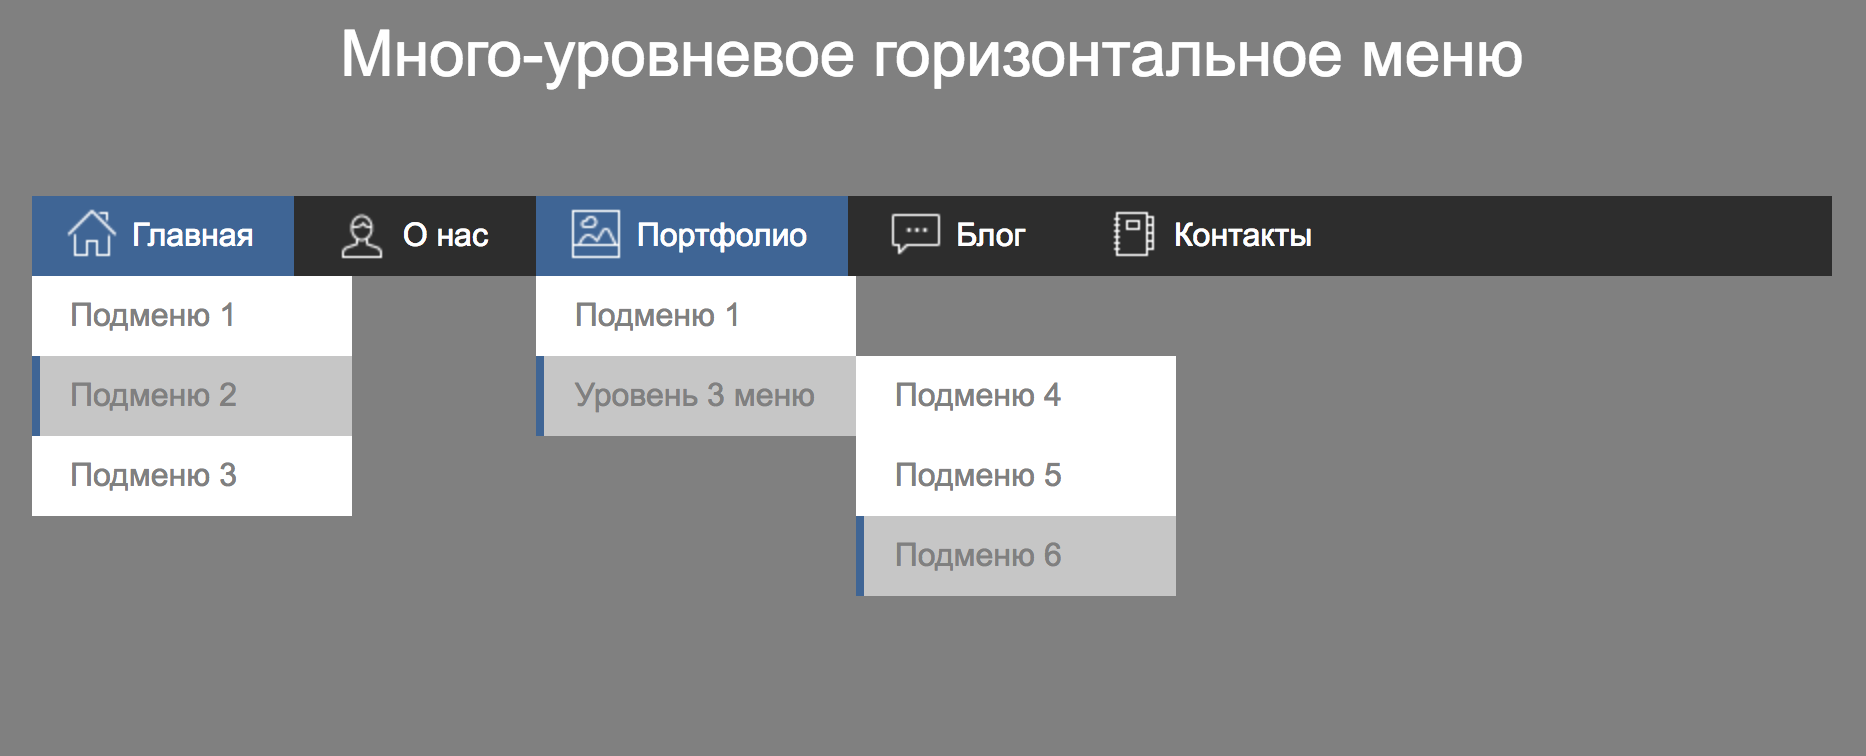 Много-уровневое горизонтальное меню
Главная О нас Портфолио Блог Контакты
Подменю 1 Подменю 1
Подменю 2 Уровень 3 меню Подменю 4
Подменю 3 Подменю 5
Подменю 6